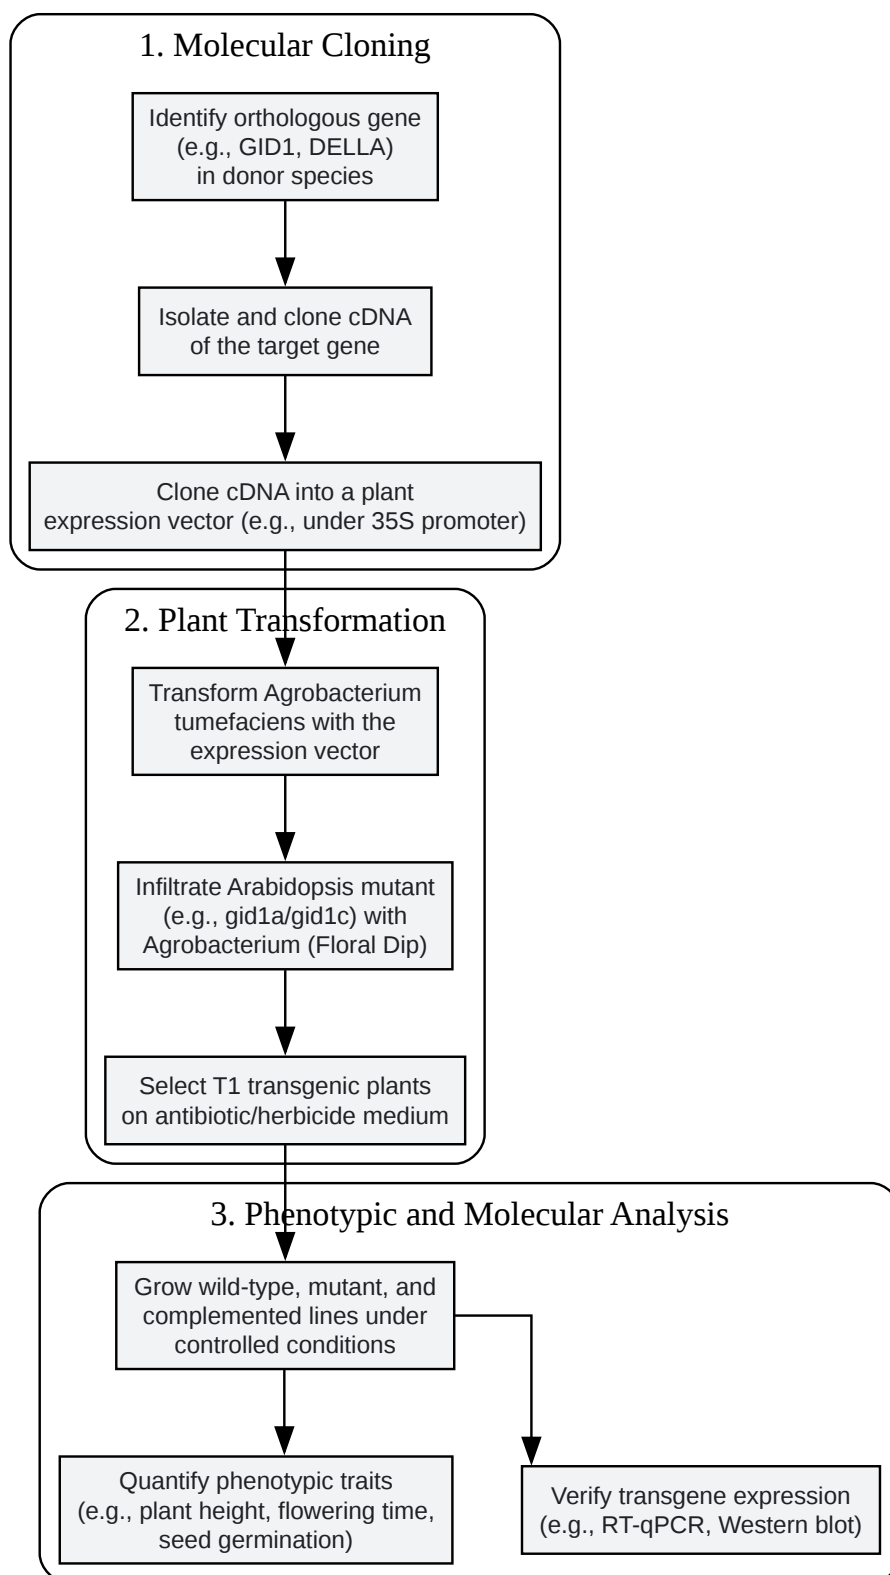 1. Molecular Cloning
Identify orthologous gene
(e.g., GID1, DELLA)
in donor species
Isolate and clone cDNA
of the target gene
Clone cDNA into a plant
expression vector (e.g., under 35S promoter)
2. Plant Transformation
Transform Agrobacterium
tumefaciens with the
expression vector
Infiltrate Arabidopsis mutant
(e.g., gid1a/gid1c) with
Agrobacterium (Floral Dip)
Select T1 transgenic plants
on antibiotic/herbicide medium
3. Phenotypic and Molecular Analysis
Grow wild-type, mutant, and
complemented lines under
controlled conditions
Quantify phenotypic traits
(e.g., plant height, flowering time,
seed germination)
Verify transgene expression
(e.g., RT-qPCR, Western blot)